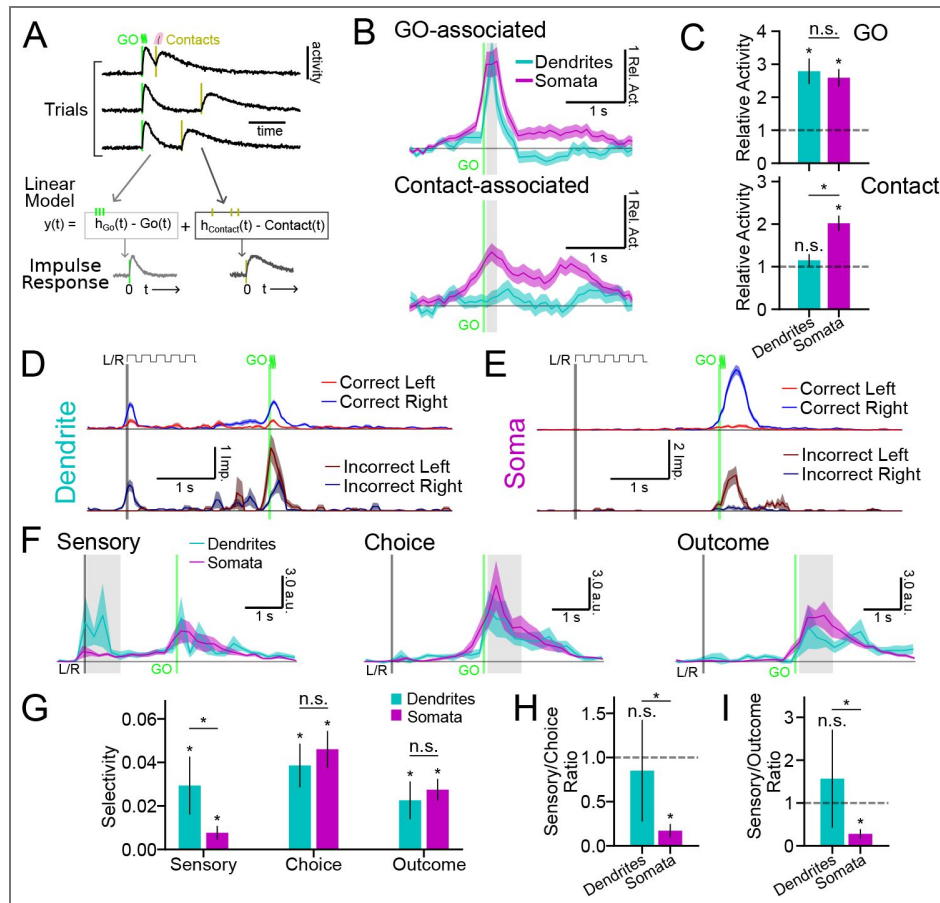 A
GO
Contacts
activity
Trials
time
Linear
Model
y(t) =
hGo(t) - Go(t)
+
hContact(t) - Contact(t)
Impulse
Response
0 t
0 t
B
GO-associated
Dendrites
Somata
1 Rel. Act.
1 s
GO
Contact-associated
1 Rel. Act.
1 s
GO
C
n.s.
GO
* *
Relative Activity
4
3
2
1
0
Contact
*
n.s.
*
Relative Activity
3
2
1
0
Dendrites
Somata
D
L/R
GO
Dendrite
Correct Left
Correct Right
1 Imp.
1 s
Incorrect Left
Incorrect Right
E
L/R
GO
Soma
Correct Left
Correct Right
2 Imp.
1 s
Incorrect Left
Incorrect Right
F
Sensory
Dendrites
Somata
3.0 a.u.
1 s
L/R
GO
Choice
3.0 a.u.
1 s
L/R
GO
Outcome
3.0 a.u.
1 s
L/R
GO
G
Dendrites
Somata
Selectivity
0.06
0.04
0.02
0.00
*
* *
n.s.
* *
n.s.
* *
Sensory
Choice
Outcome
H
Sensory/Choice
Ratio
1.5
1.0
0.5
0.0
*
n.s.
*
Dendrites
Somata
I
Sensory/Outcome
Ratio
3
2
1
0
*
n.s.
*
Dendrites
Somata